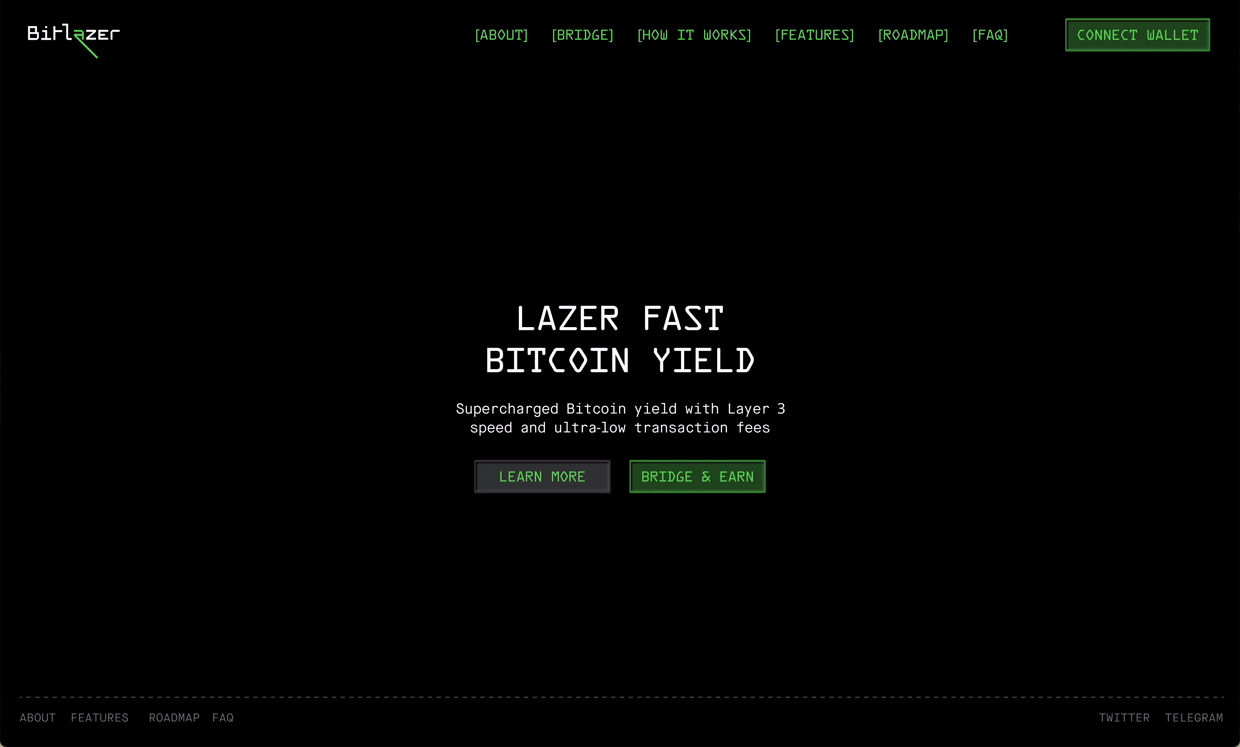 Bitlazer
[ABOUT] [BRIDGE] [HOW IT WORKS] [FEATURES] [ROADMAP] [FAQ] CONNECT WALLET
LAZER FAST
BITCOIN YIELD
Supercharged Bitcoin yield with Layer 3
speed and ultra-low transaction fees
LEARN MORE BRIDGE & EARN
ABOUT FEATURES ROADMAP FAQ TWITTER TELEGRAM